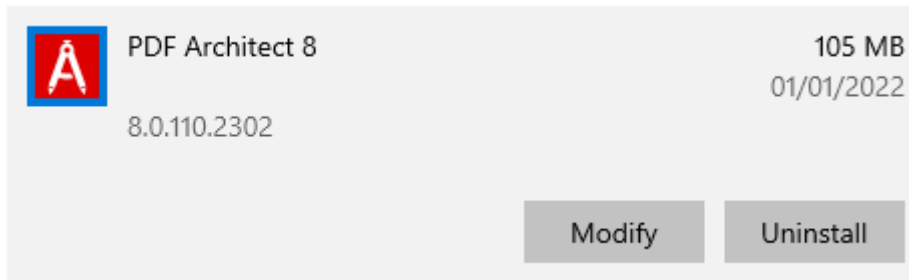 PDF Architect 8
105 MB
01/01/2022
8.0.110.2302
Modify
Uninstall